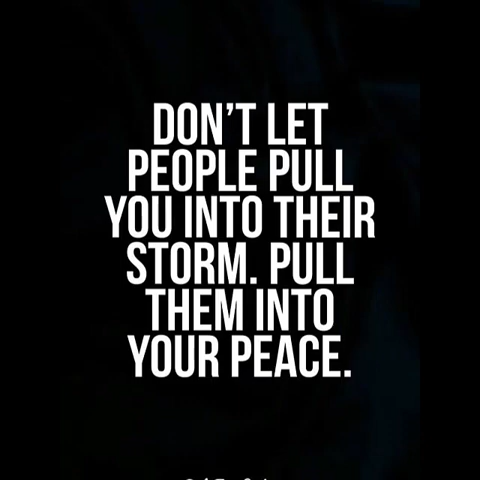 DON’T LET
PEOPLE PULL
YOU INTO THEIR
STORM. PULL
THEM INTO
YOUR PEACE.